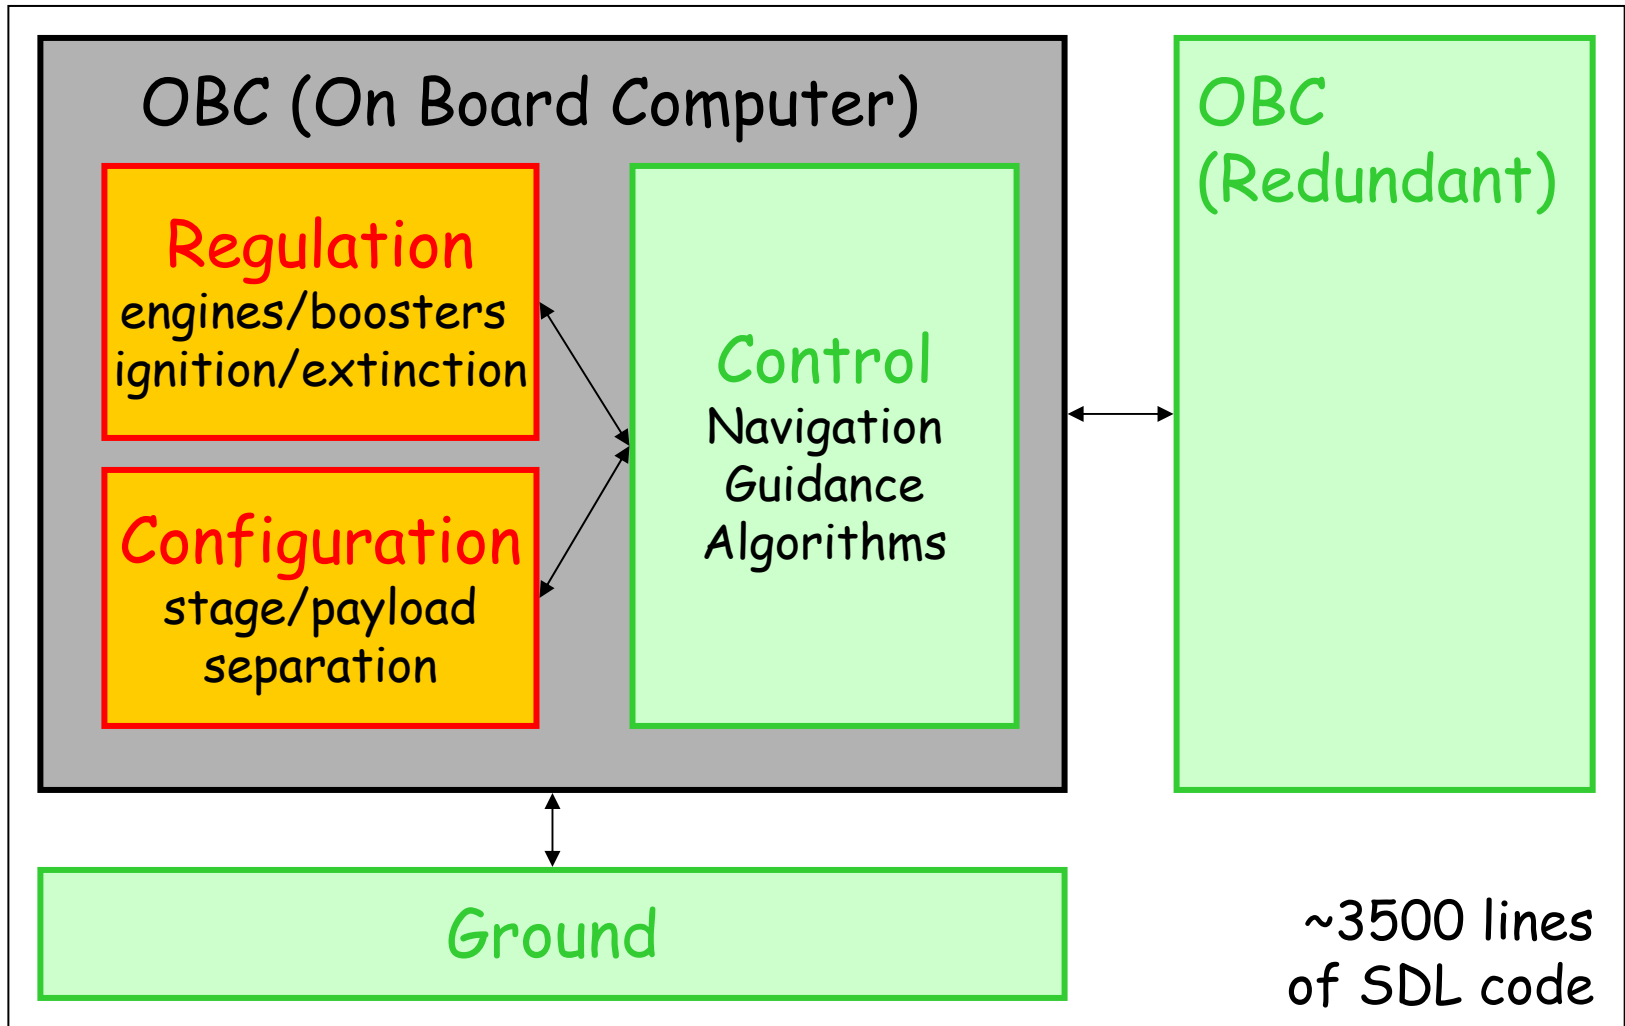 OBC (On Board Computer)
Regulation
engines/boosters
ignition/extinction
Configuration
stage/payload
separation
Control
Navigation
Guidance
Algorithms
OBC
(Redundant)
Ground
~3500 lines
of SDL code